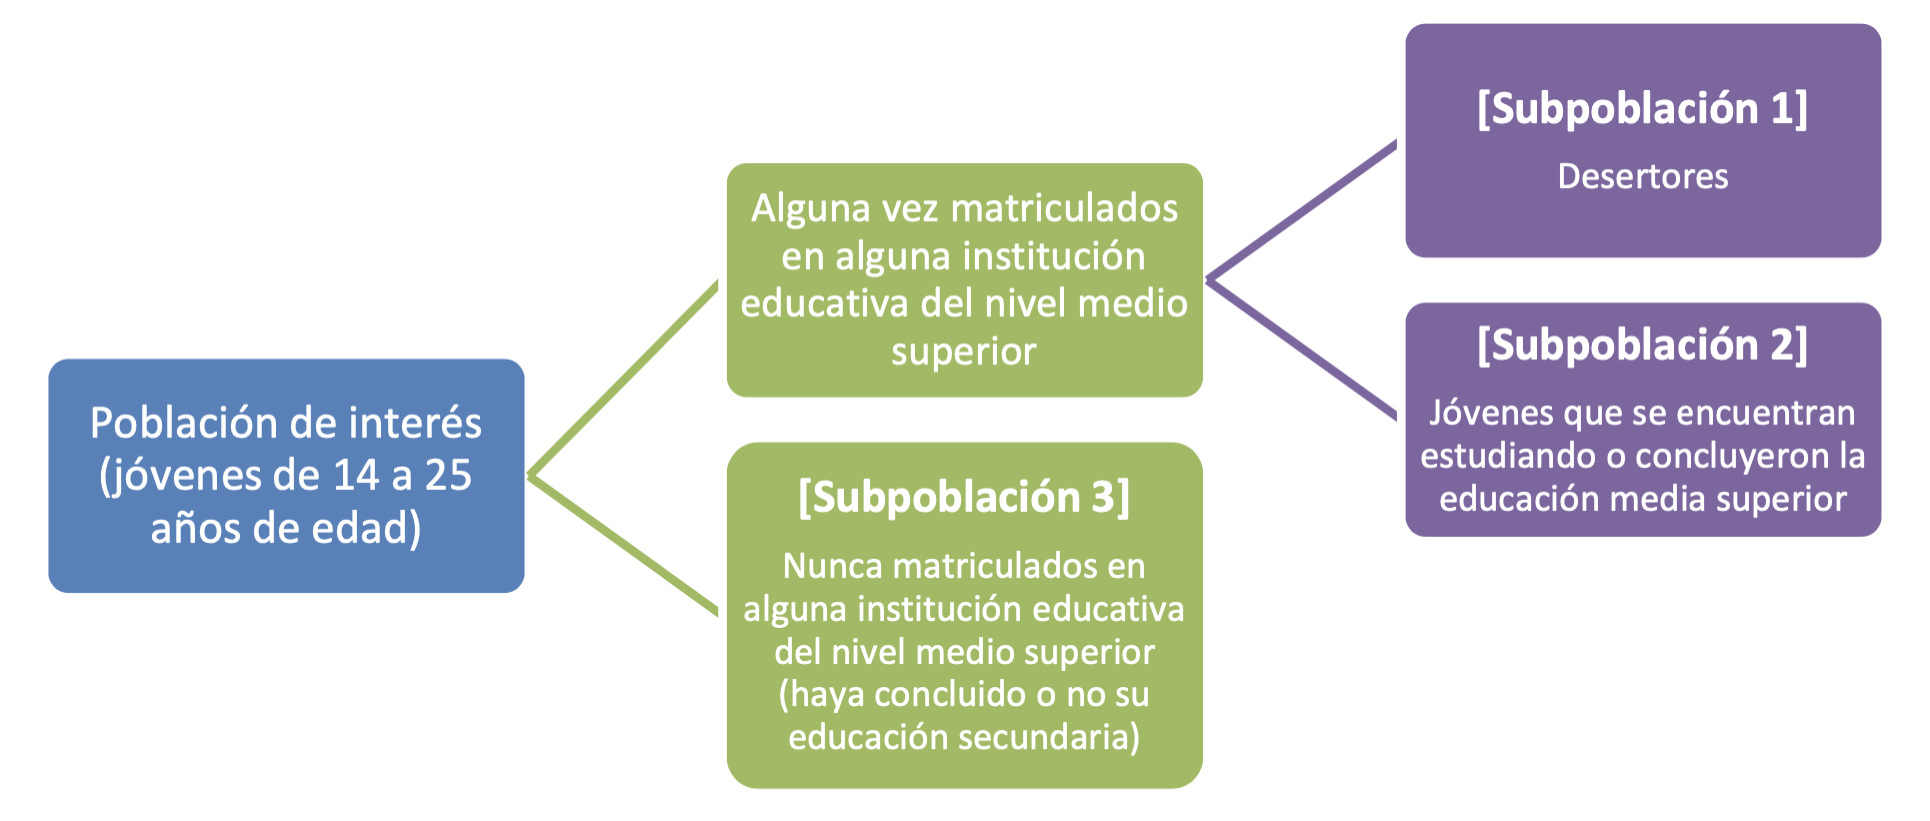 Población de interés
(jóvenes de 14 a 25
años de edad)
Alguna vez matriculados
en alguna institución
educativa del nivel medio
superior
[Subpoblación 3]
Nunca matriculados en
alguna institución educativa
del nivel medio superior
(haya concluido o no su
educación secundaria)
[Subpoblación 1]
Desertores
[Subpoblación 2]
Jóvenes que se encuentran
estudiando o concluyeron la
educación media superior